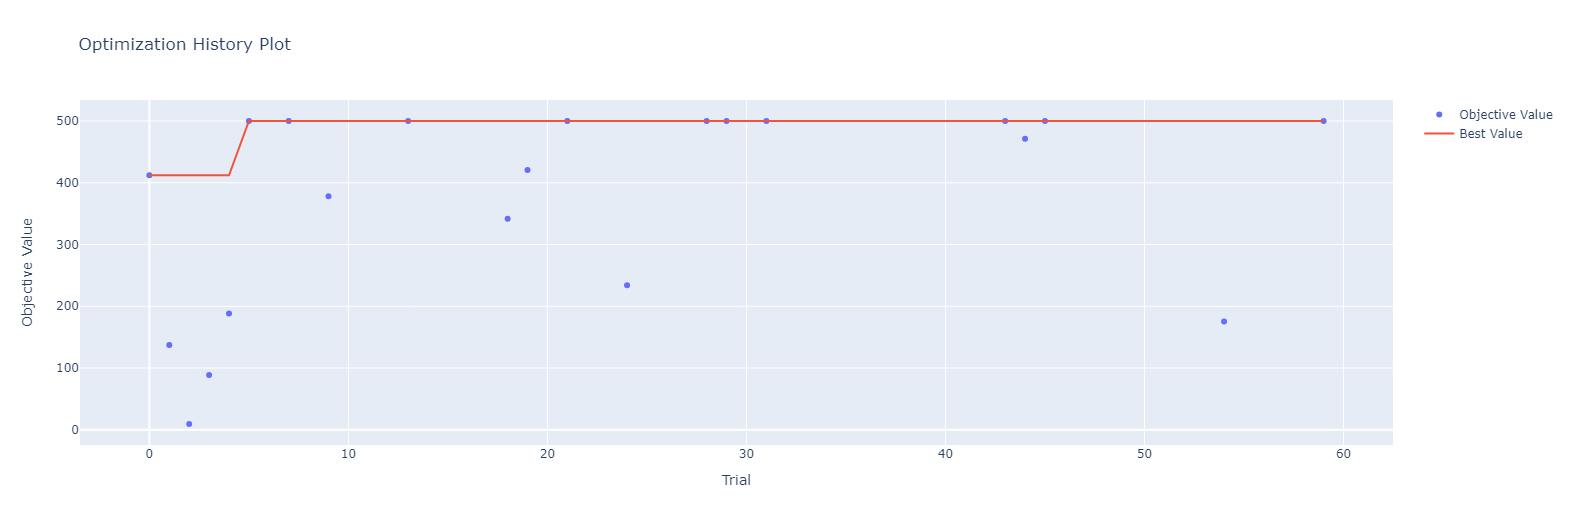 Optimization History Plot
Objective Value
500
400
300
200
100
0
0 10 20 30 40 50 60
Trial
Objective Value
Best Value